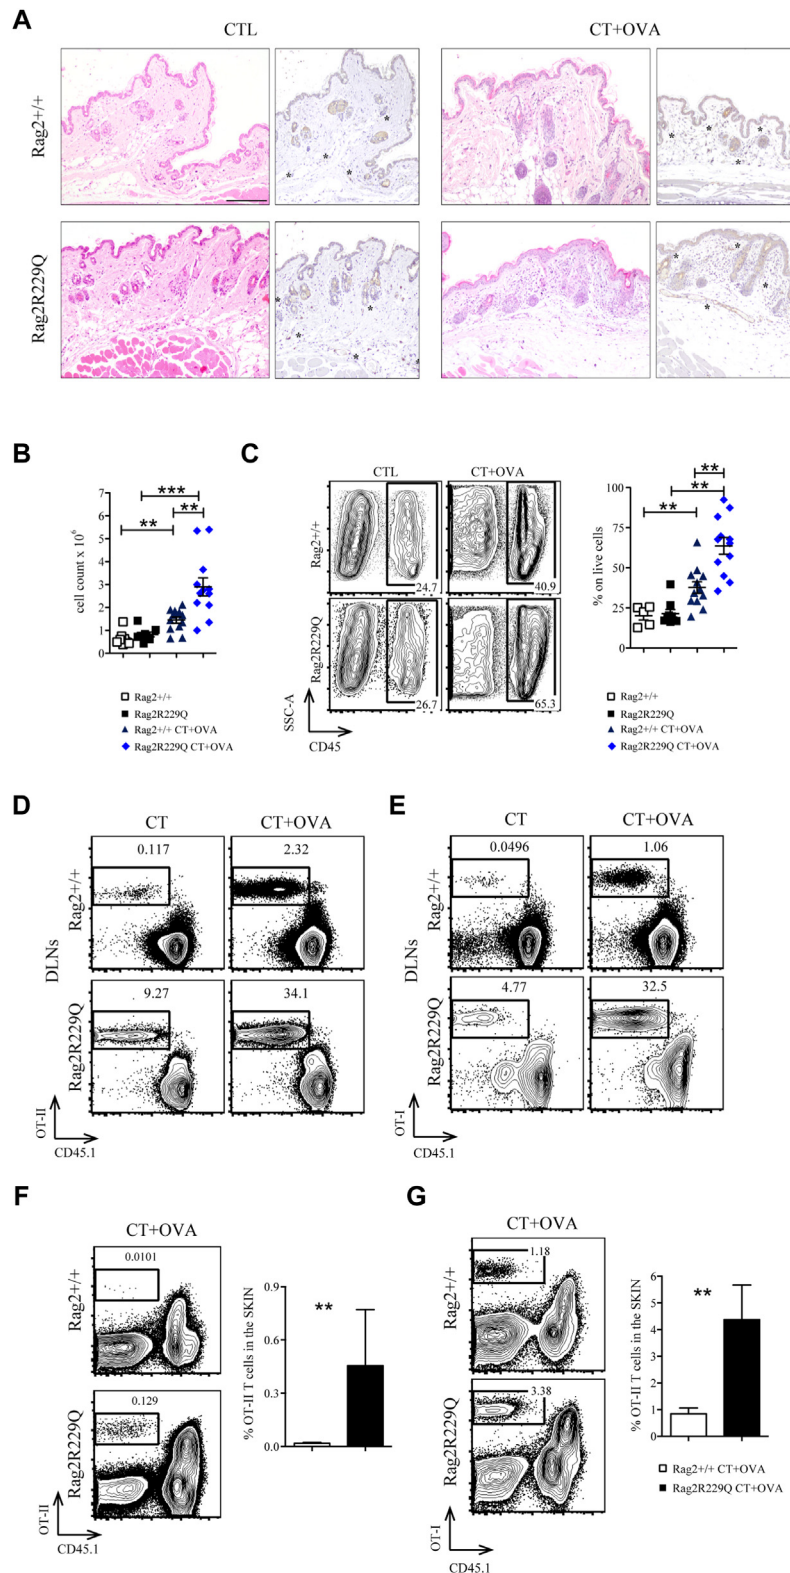 A
CTL
CT+OVA
Rag2+/+
* * * *
* * * * *
Rag2R229Q
* * * * *
* * * *
B
cell count x 10⁶
7
6
5
4
3
2
1
0
***
**
**
Rag2+/+
Rag2R229Q
Rag2+/+ CT+OVA
Rag2R229Q CT+OVA
C
CTL
CT+OVA
Rag2+/+
24.7
40.9
Rag2R229Q
26.7
65.3
SSC-A
CD45
% on live cells
100
75
50
25
0
**
**
**
Rag2+/+
Rag2R229Q
Rag2+/+ CT+OVA
Rag2R229Q CT+OVA
D
CT
CT+OVA
DLNs
Rag2+/+
0.117
2.32
Rag2R229Q
9.27
34.1
OT-II
CD45.1
E
CT
CT+OVA
DLNs
Rag2+/+
0.0496
1.06
Rag2R229Q
4.77
32.5
OT-I
CD45.1
F
CT+OVA
Rag2+/+
0.0101
Rag2R229Q
0.129
OT-II
CD45.1
% OT-II T cells in the SKIN
0.9
0.6
0.3
0.0
**
G
CT+OVA
Rag2+/+
1.18
Rag2R229Q
3.38
OT-I
CD45.1
% OT-II T cells in the SKIN
6
5
4
3
2
1
0
**
Rag2+/+ CT+OVA
Rag2R229Q CT+OVA